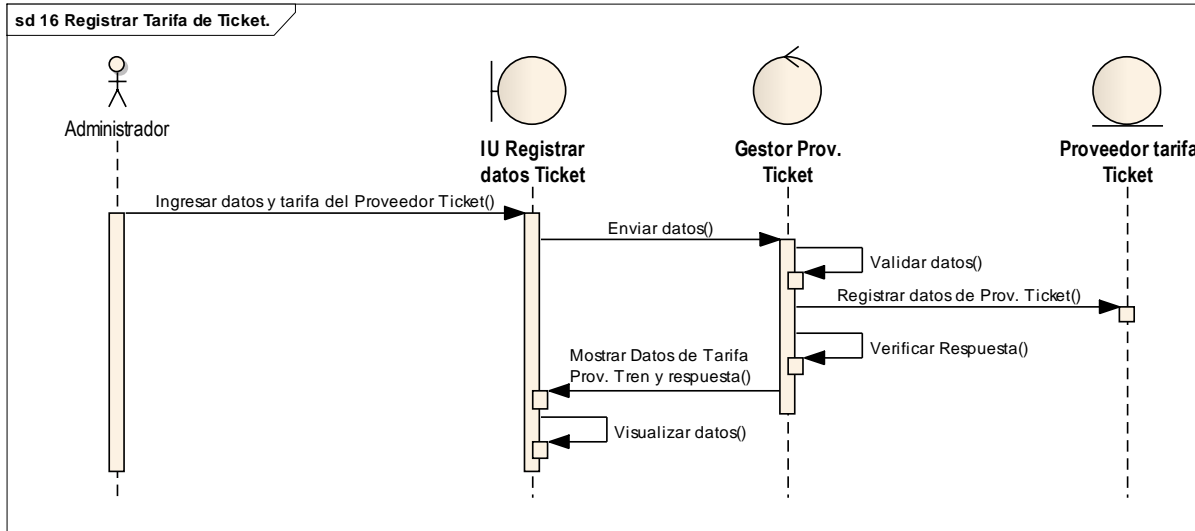 sd 16 Registrar Tarifa de Ticket.
Administrador
IU Registrar
datos Ticket
Gestor Prov.
Ticket
Proveedor tarifa
Ticket
Ingresar datos y tarifa del Proveedor Ticket()
Enviar datos()
Validar datos()
Registrar datos de Prov. Ticket()
Verificar Respuesta()
Mostrar Datos de Tarifa
Prov. Tren y respuesta()
Visualizar datos()